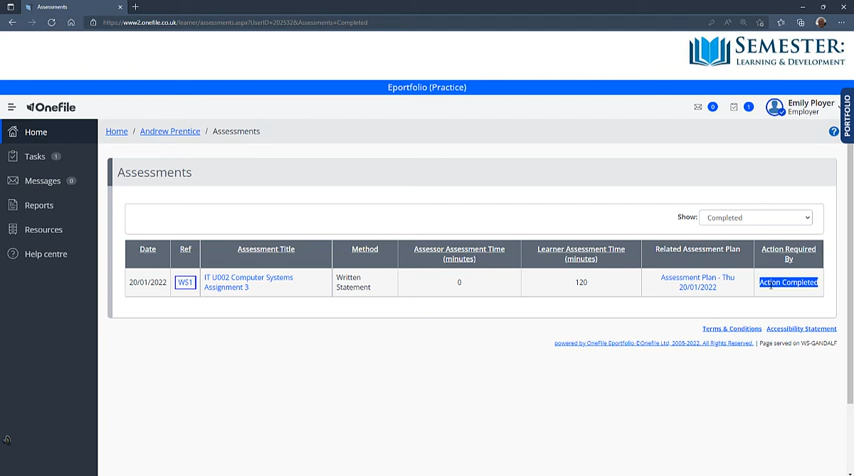 Assessments
https://www2.onefile.co.uk/learner/assessments.aspx?UserID=202532&Assessments=Completed
SEMESTER:
LEARNING & DEVELOPMENT
Eportfolio (Practice)
Onefile
0
1
Emily Ployer
Employer
PORTFOLIO
Home
Home / Andrew Prentice / Assessments
?
Tasks 1
Messages 0
Reports
Resources
Help centre
Assessments
Show: Completed
Date Ref Assessment Title Method Assessor Assessment Time (minutes) Learner Assessment Time (minutes) Related Assessment Plan Action Required By
20/01/2022 WS1 IT U002 Computer Systems Assignment 3 Written Statement 0 120 Assessment Plan - Thu 20/01/2022 Action Completed
Terms & Conditions Accessibility Statement
powered by OneFile Eportfolio ©Onefile Ltd, 2005-2022. All Rights Reserved. | Page served on WS-GANDALF